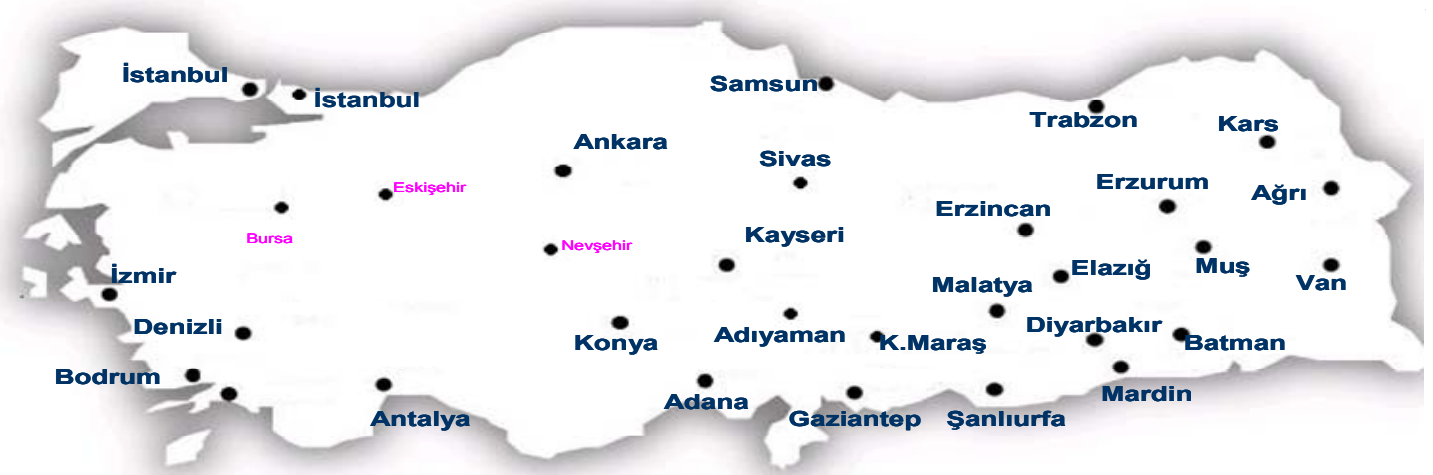 İstanbul
İstanbul
Samsun
Trabzon
Kars
Ankara
Sivas
Eskişehir
Erzurum
Ağrı
Erzincan
Bursa
Kayseri
Nevşehir
Elazığ
Muş
İzmir
Malatya
Van
Denizli
Diyarbakır
Adıyaman
Konya
K.Maraş
Batman
Bodrum
Mardin
Adana
Antalya
Gaziantep
Şanlıurfa